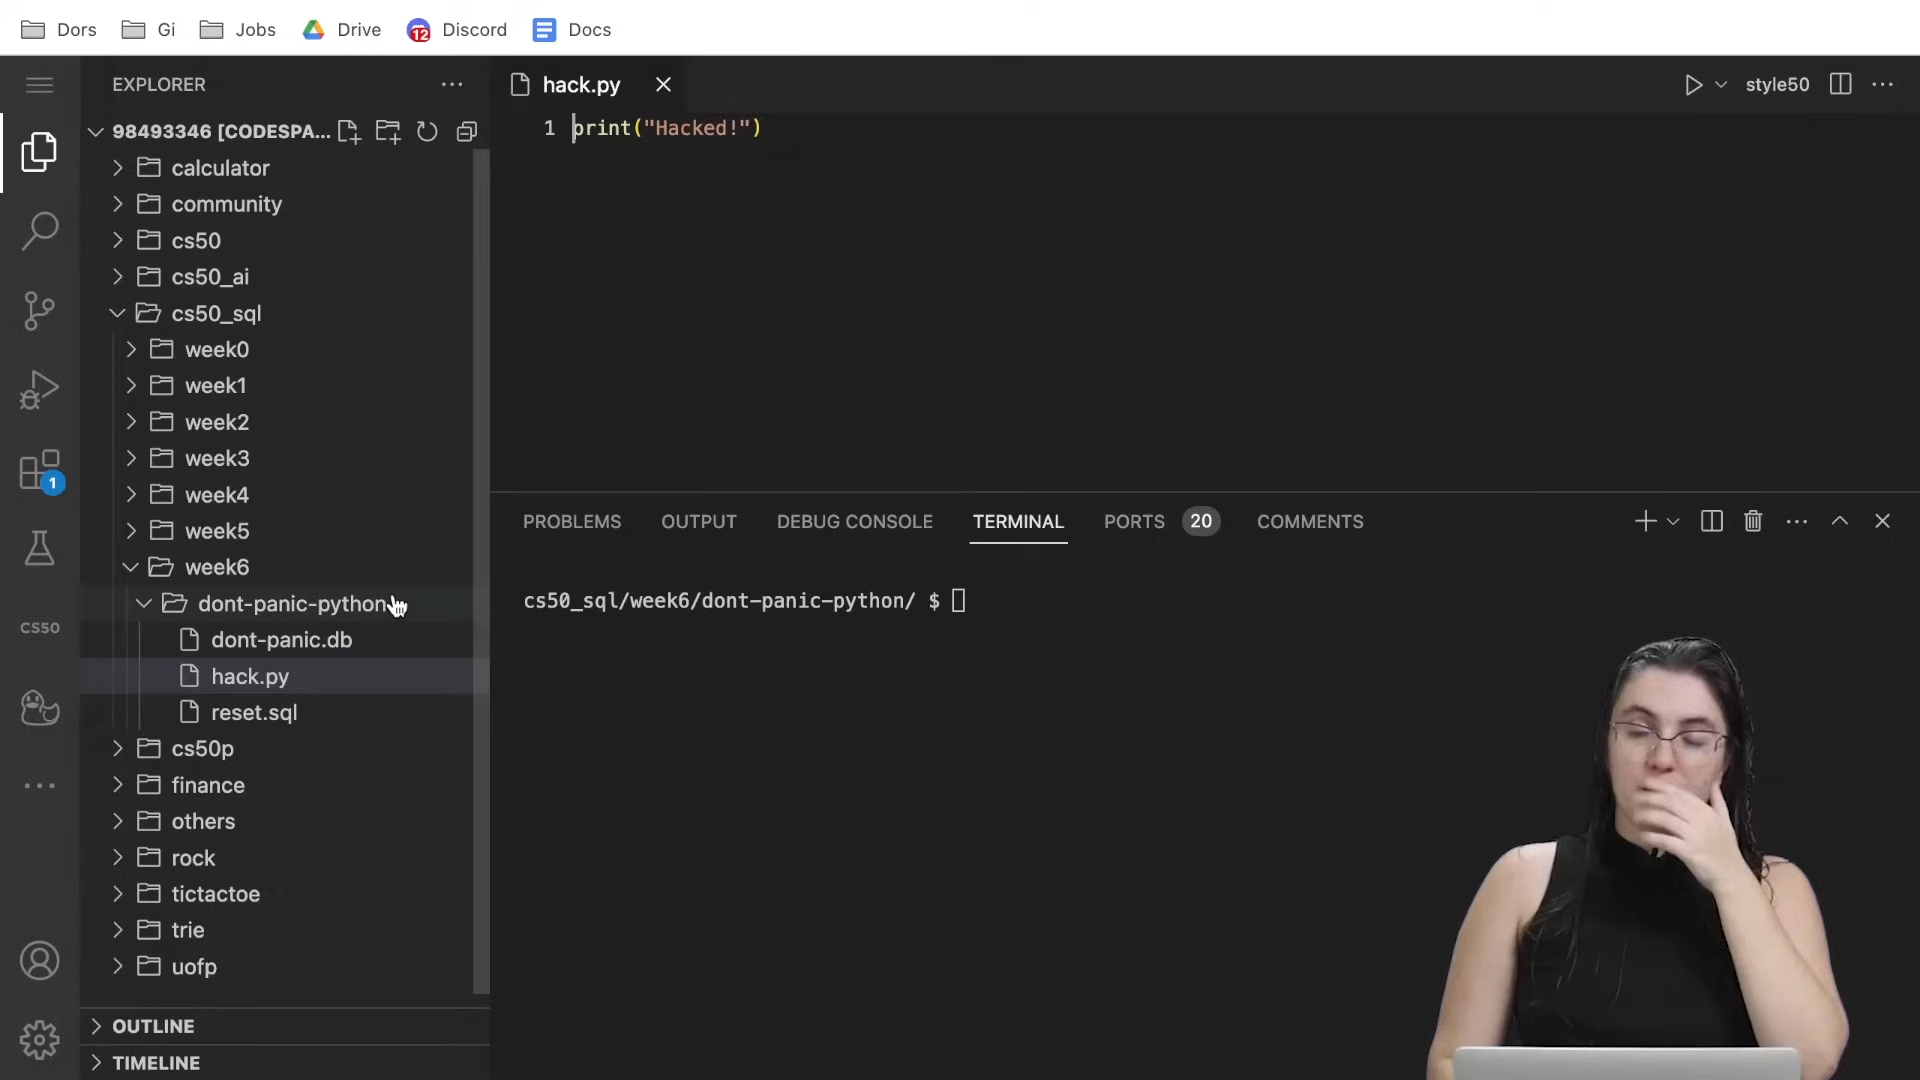 Dors Gi Jobs Drive 12 Discord Docs
EXPLORER
hack.py
style50
98493346 [CODESPA...
1 print("Hacked!")
calculator
community
cs50
cs50_ai
cs50_sql
week0
week1
week2
week3
week4
1
week5
PROBLEMS OUTPUT DEBUG CONSOLE TERMINAL PORTS 20 COMMENTS
week6
dont-panic-python
cs50_sql/week6/dont-panic-python/ $
CS50
dont-panic.db
hack.py
reset.sql
cs50p
finance
others
rock
tictactoe
trie
uofp
OUTLINE
TIMELINE